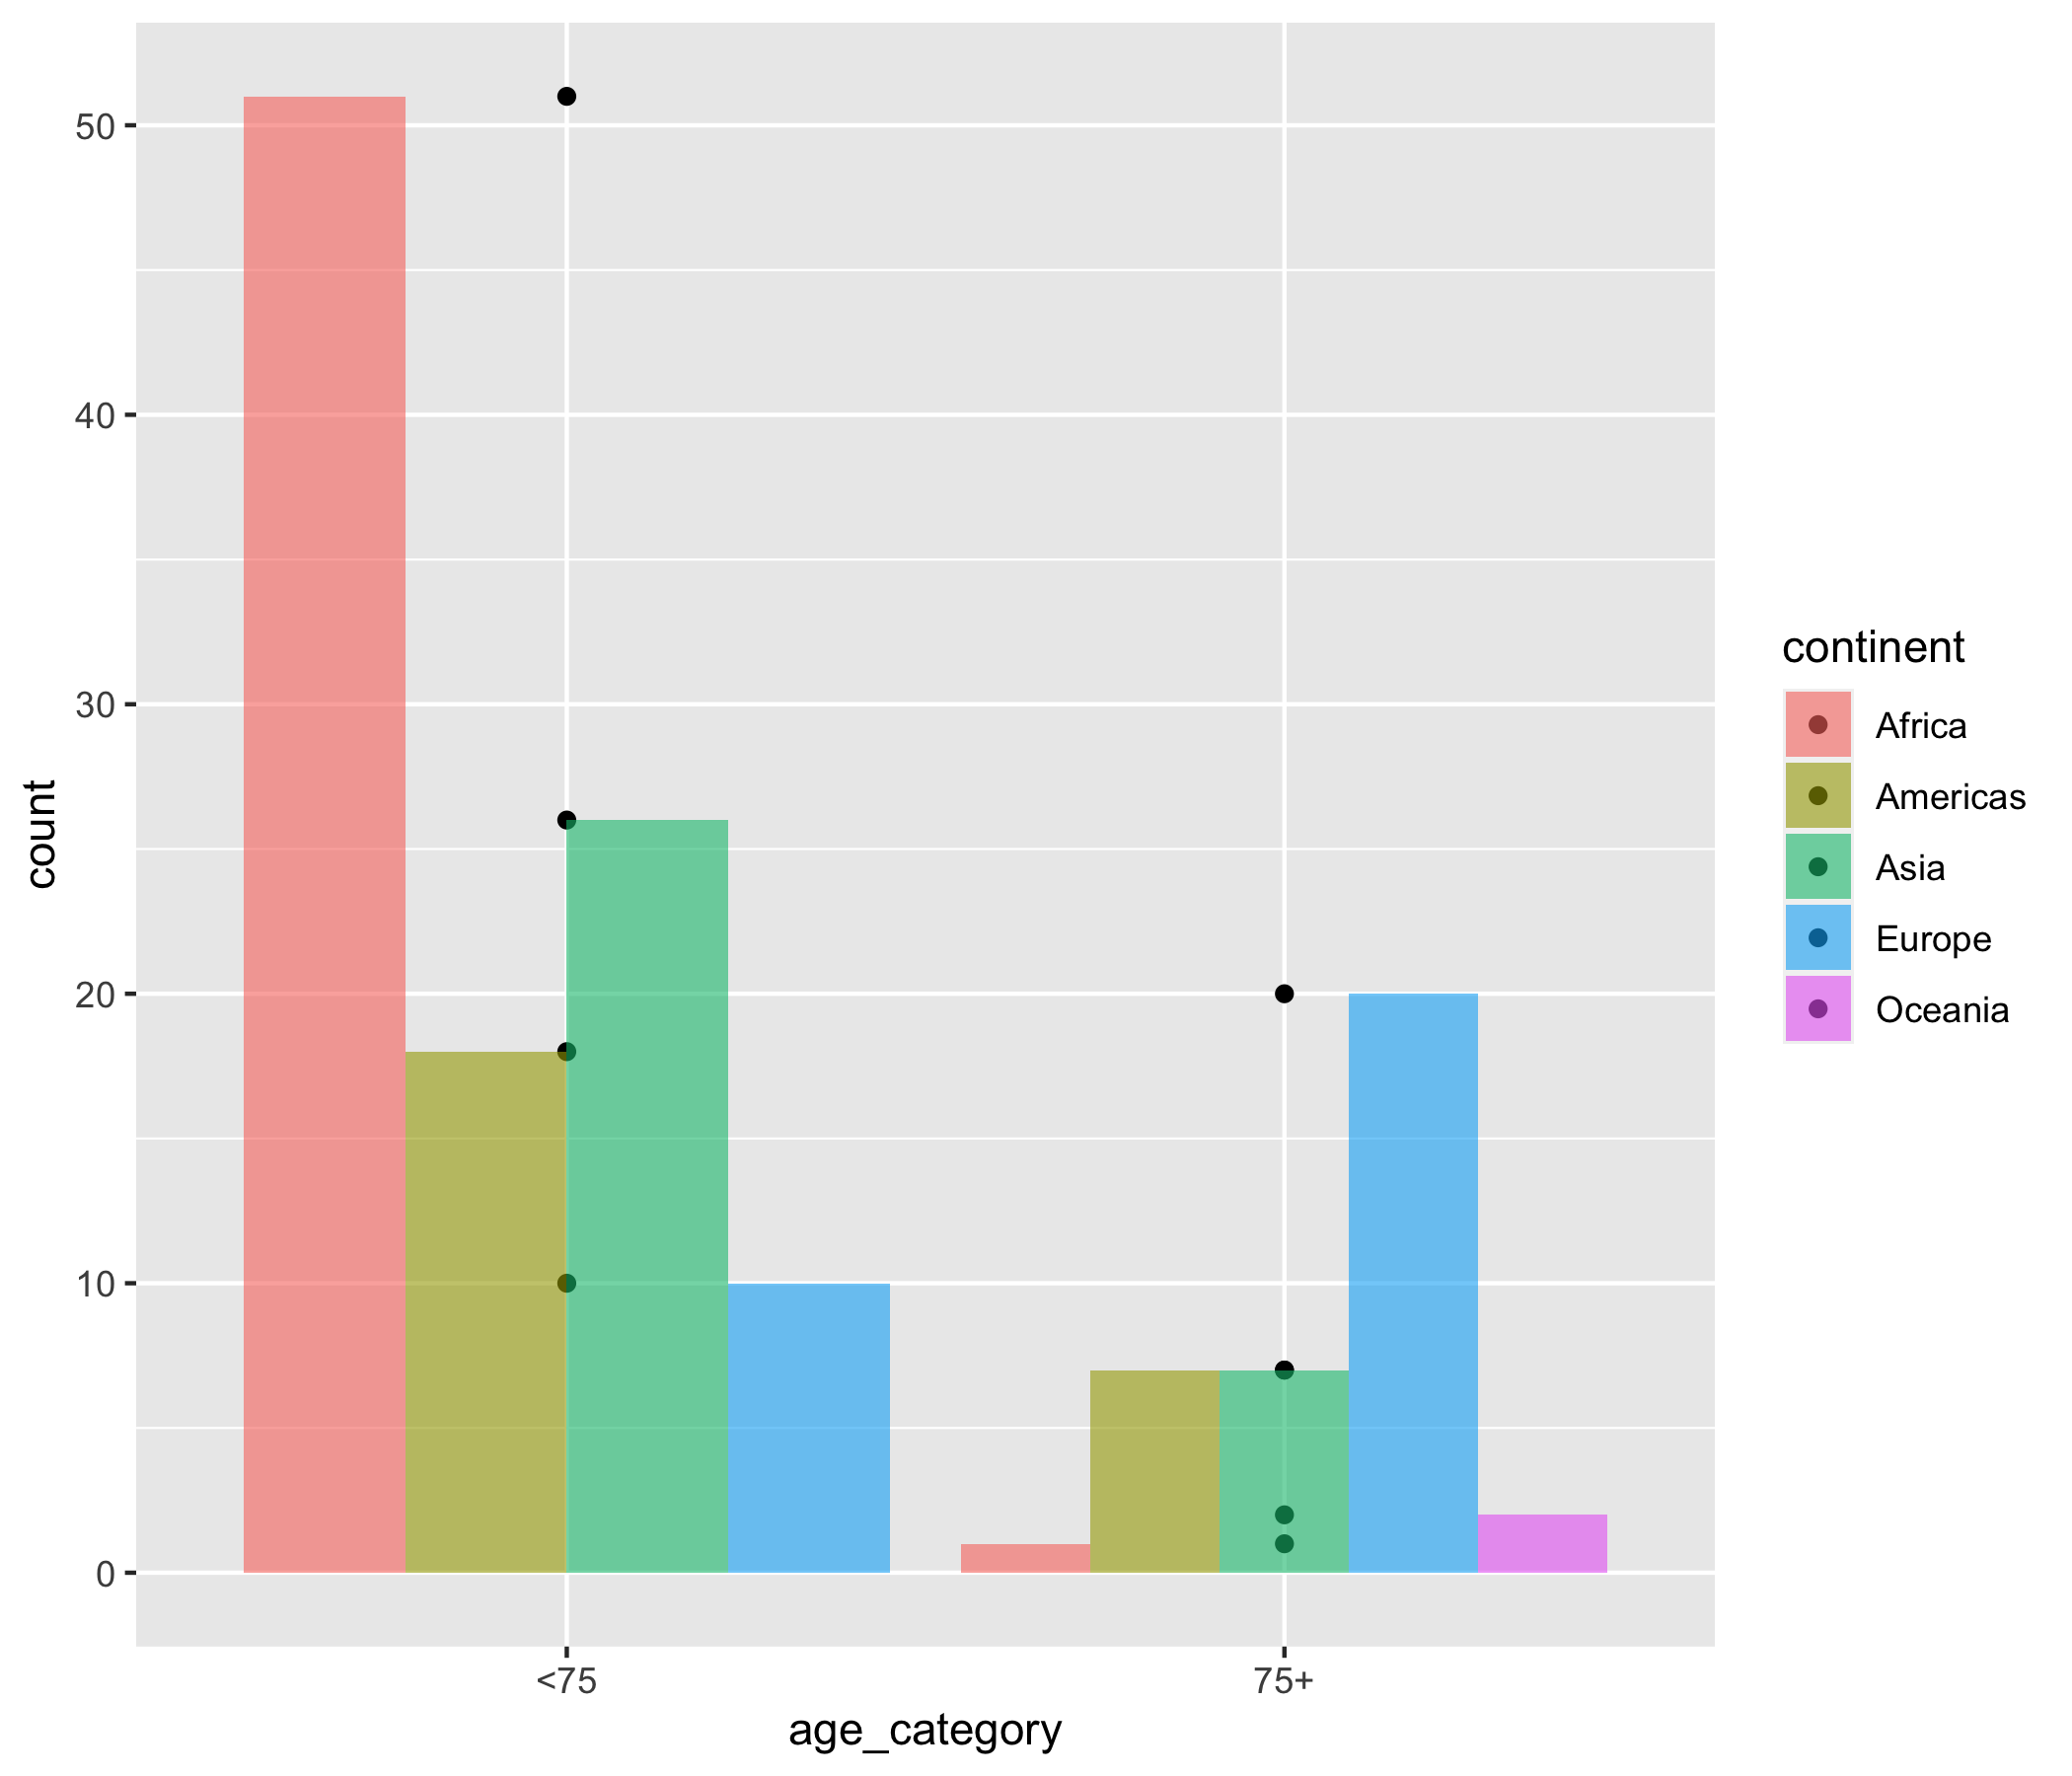 50
40
30
20
10
0
count
<75
75+
age_category
continent
Africa
Americas
Asia
Europe
Oceania